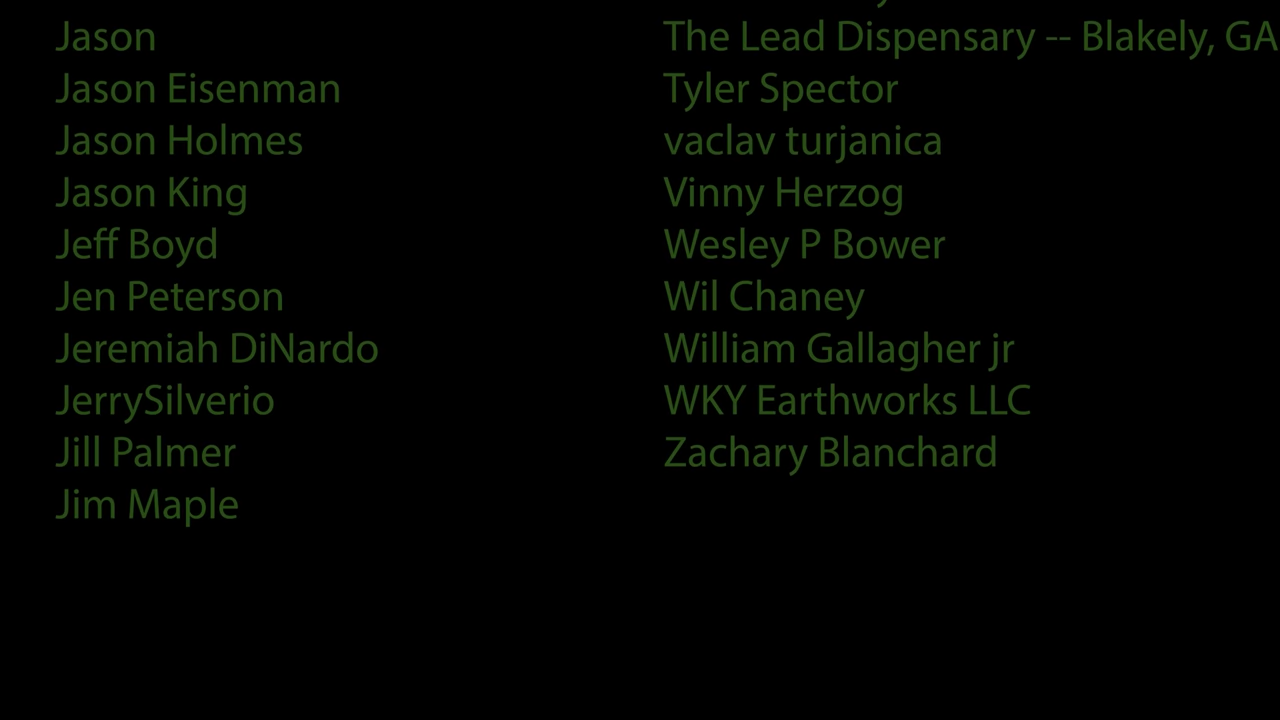 Jason
Jason Eisenman
Jason Holmes
Jason King
Jeff Boyd
Jen Peterson
Jeremiah DiNardo
JerrySilverio
Jill Palmer
Jim Maple
The Lead Dispensary -- Blakely, GA
Tyler Spector
vaclav turjanica
Vinny Herzog
Wesley P Bower
Wil Chaney
William Gallagher jr
WKY Earthworks LLC
Zachary Blanchard